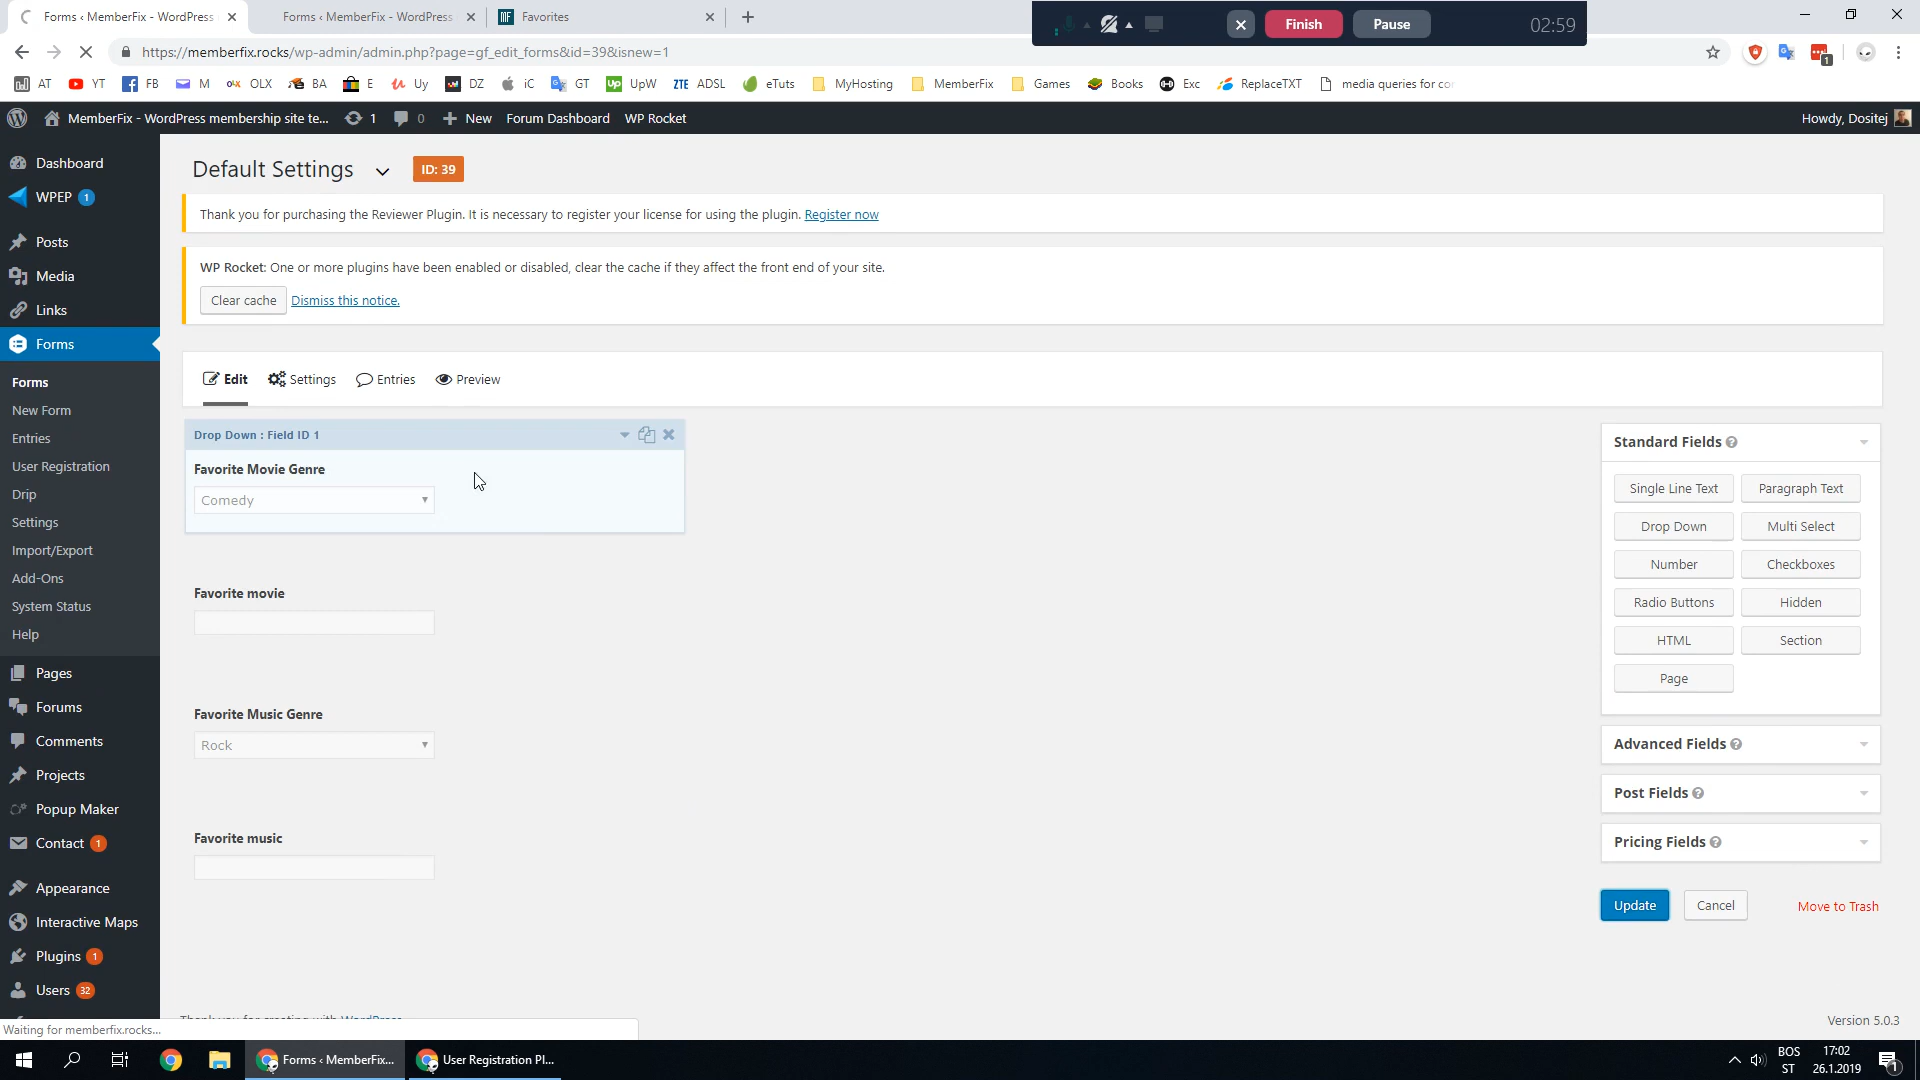 Forms ‹ MemberFix - WordPress
Forms ‹ MemberFix - WordPress
Favorites
Finish
Pause
02:59
https://memberfix.rocks/wp-admin/admin.php?page=gf_edit_forms&id=39&isnew=1
AT
YT
FB
M
OLX
BA
E
Uy
DZ
iC
GT
UpW
ZTE ADSL
eTuts
MyHosting
MemberFix
Games
Books
Exc
ReplaceTXT
media queries for co
MemberFix - WordPress membership site te...
1
0
New
Forum Dashboard
WP Rocket
Howdy, Dositej
Dashboard
WPEP 1
Posts
Media
Links
Forms
Forms
New Form
Entries
User Registration
Drip
Settings
Import/Export
Add-Ons
System Status
Help
Pages
Forums
Comments
Projects
Popup Maker
Contact 1
Appearance
Interactive Maps
Plugins 1
Users 32
Default Settings
ID: 39
Thank you for purchasing the Reviewer Plugin. It is necessary to register your license for using the plugin. Register now
WP Rocket: One or more plugins have been enabled or disabled, clear the cache if they affect the front end of your site.
Clear cache
Dismiss this notice.
Edit
Settings
Entries
Preview
Drop Down : Field ID 1
Favorite Movie Genre
Comedy
Favorite movie
Favorite Music Genre
Rock
Favorite music
Standard Fields
Single Line Text
Paragraph Text
Drop Down
Multi Select
Number
Checkboxes
Radio Buttons
Hidden
HTML
Section
Page
Advanced Fields
Post Fields
Pricing Fields
Update
Cancel
Move to Trash
Thank you for creating with WordPress
Version 5.0.3
Waiting for memberfix.rocks...
Forms ‹ MemberFix...
User Registration Pl...
BOS
ST
17:02
26.1.2019
1